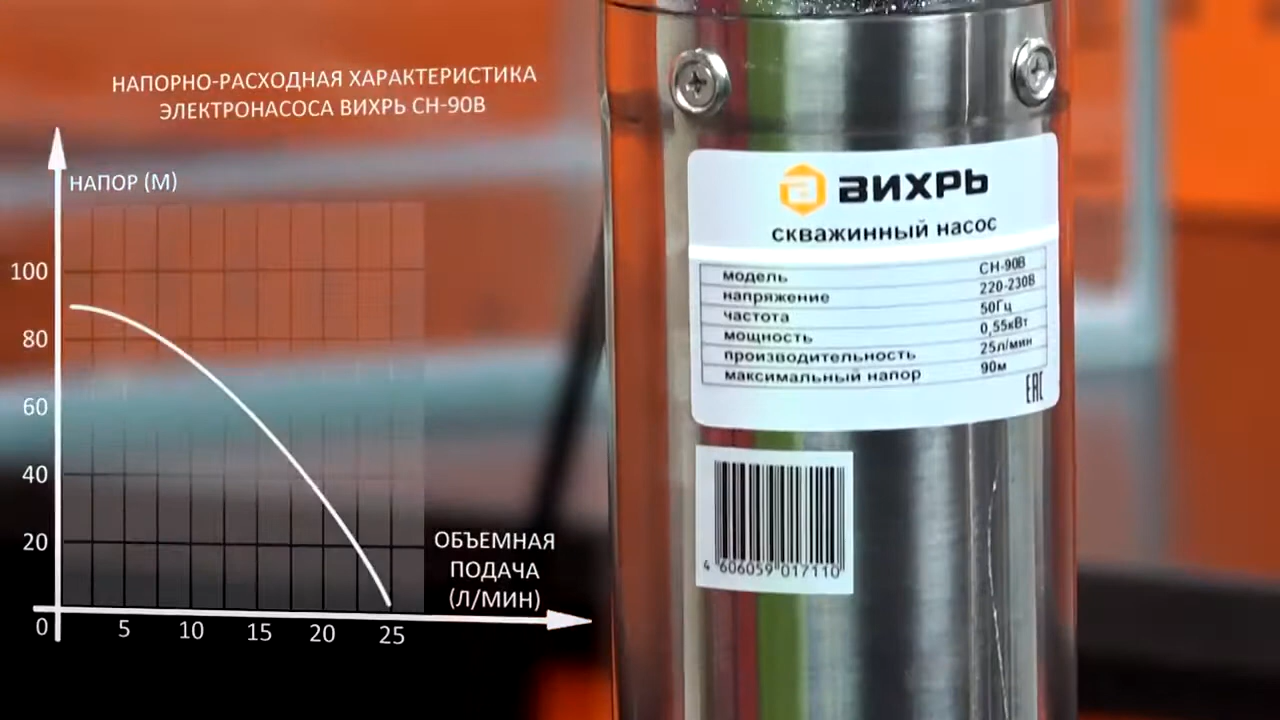 НАПОРНО-РАСХОДНАЯ ХАРАКТЕРИСТИКА
ЭЛЕКТРОНАСОСА ВИХРЬ СН-90В
НАПОР (М)
100
80
60
40
20
0
5
10
15
20
25
ОБЪЕМНАЯ
ПОДАЧА
(Л/МИН)
ВИХРЬ
скважинный насос
модель СН-90В
напряжение 220-230В
частота 50Гц
мощность 0,55кВт
производительность 25л/мин
максимальный напор 90м
EAC
4 606059 017110